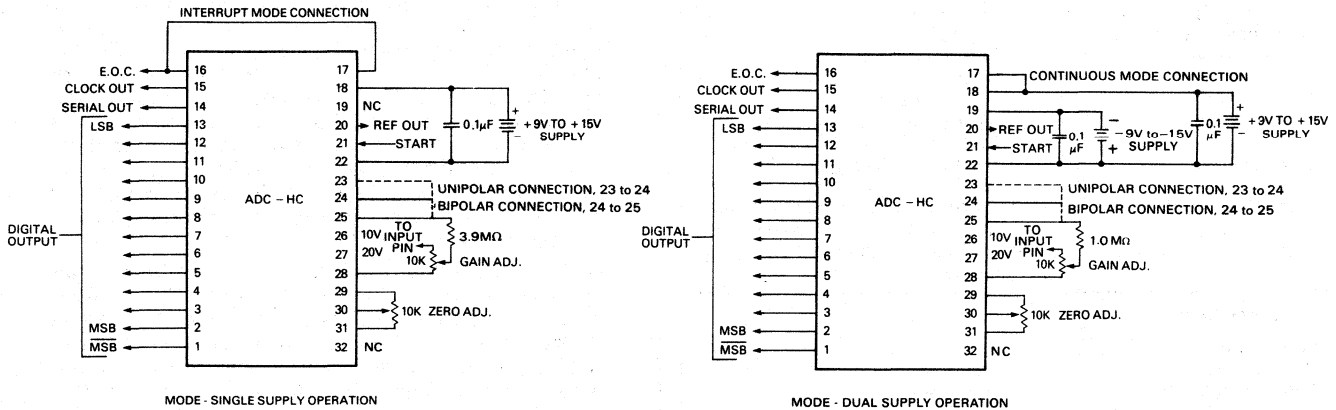 INTERRUPT MODE CONNECTION
E.O.C.
CLOCK OUT
SERIAL OUT
LSB
DIGITAL
OUTPUT
MSB
M̅S̅B̅
16
15
14
13
12
11
10
9
8
7
6
5
4
3
2
1
ADC – HC
17
18
19 NC
20 REF OUT
21 START
22
23
24
25
26
27
28
29
30
31
32 NC
0.1μF
+
+9V TO +15V
– SUPPLY
UNIPOLAR CONNECTION, 23 to 24
BIPOLAR CONNECTION, 24 to 25
10V TO
INPUT
20V PIN
3.9MΩ
10K GAIN ADJ.
10K ZERO ADJ.
MODE - SINGLE SUPPLY OPERATION
E.O.C.
CLOCK OUT
SERIAL OUT
LSB
DIGITAL
OUTPUT
MSB
M̅S̅B̅
16
15
14
13
12
11
10
9
8
7
6
5
4
3
2
1
ADC – HC
17
18
19
20 REF OUT
21 START
22
23
24
25
26
27
28
29
30
31
32 NC
CONTINUOUS MODE CONNECTION
0.1
μF
–
–9V to –15V
SUPPLY
+
0.1
μF
+
+9V TO +15V
– SUPPLY
UNIPOLAR CONNECTION, 23 to 24
BIPOLAR CONNECTION, 24 to 25
10V TO
INPUT
20V PIN
1.0 MΩ
10K GAIN ADJ.
10K ZERO ADJ.
MODE - DUAL SUPPLY OPERATION